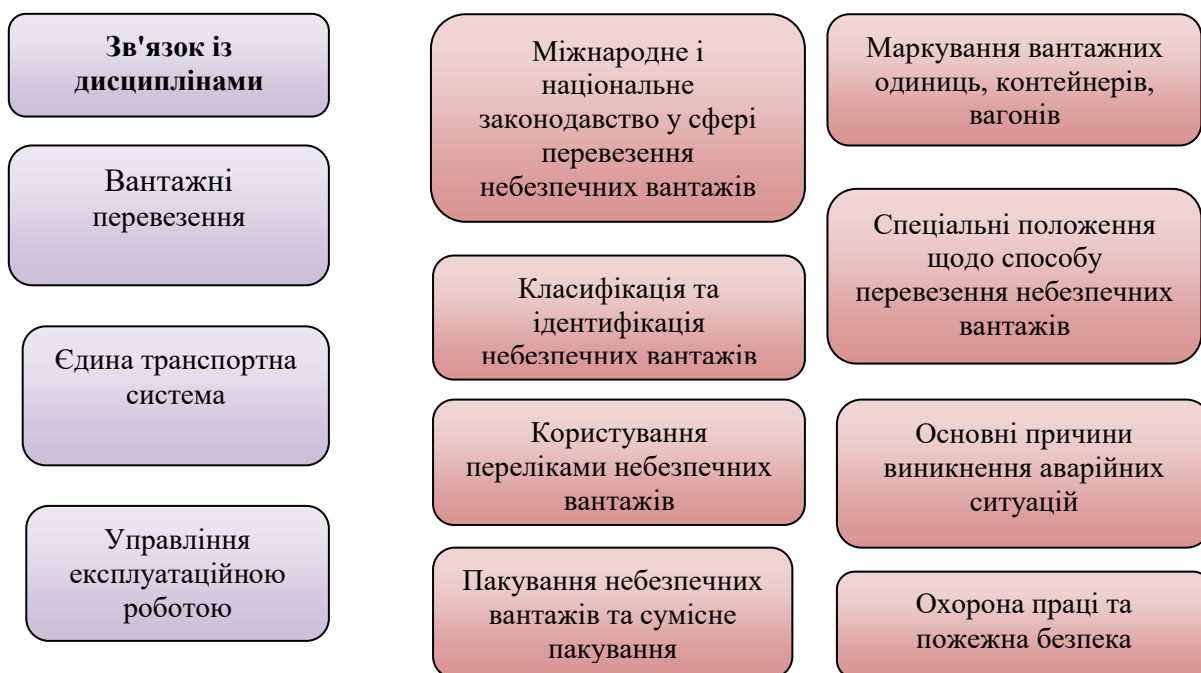 Зв'язок із
дисциплінами
Вантажні
перевезення
Єдина транспортна
система
Управління
експлуатаційною
роботою
Міжнародне і
національне
законодавство у сфері
перевезення
небезпечних вантажів
Класифікація та
ідентифікація
небезпечних вантажів
Користування
переліками небезпечних
вантажів
Пакування небезпечних
вантажів та сумісне
пакування
Маркування вантажних
одиниць, контейнерів,
вагонів
Спеціальні положення
щодо способу
перевезення небезпечних
вантажів
Основні причини
виникнення аварійних
ситуацій
Охорона праці та
пожежна безпека